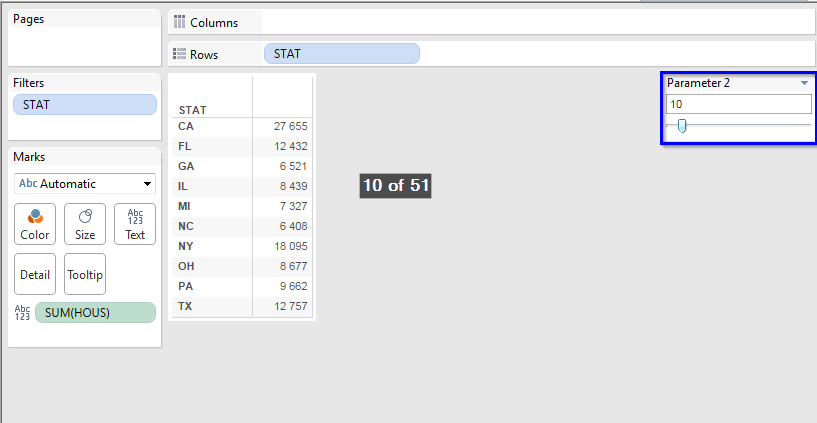 Pages
Columns
Rows
STAT
Filters
STAT
Marks
Abc Automatic
Color
Size
Abc
123
Text
Detail
Tooltip
Abc
123
SUM(HOUS)
STAT
CA 27 655
FL 12 432
GA 6 521
IL 8 439
MI 7 327
NC 6 408
NY 18 095
OH 8 677
PA 9 662
TX 12 757
10 of 51
Parameter 2
10